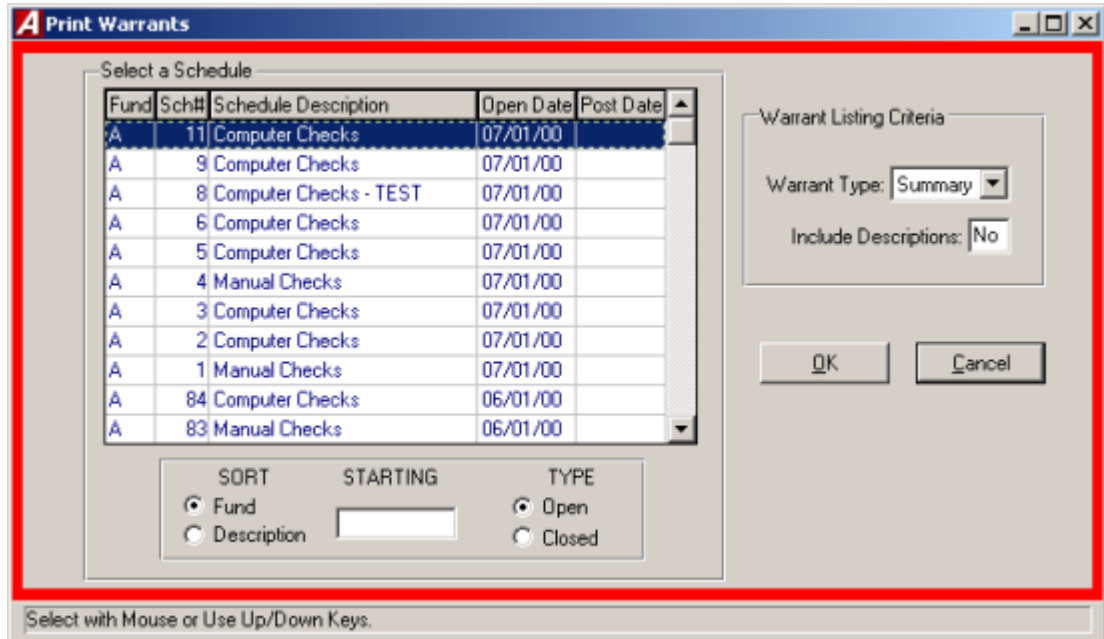 A Print Warrants
Select a Schedule
Fund Sch# Schedule Description Open Date Post Date
A 11 Computer Checks 07/01/00
A 9 Computer Checks 07/01/00
A 8 Computer Checks - TEST 07/01/00
A 6 Computer Checks 07/01/00
A 5 Computer Checks 07/01/00
A 4 Manual Checks 07/01/00
A 3 Computer Checks 07/01/00
A 2 Computer Checks 07/01/00
A 1 Manual Checks 07/01/00
A 84 Computer Checks 06/01/00
A 83 Manual Checks 06/01/00
SORT STARTING TYPE
Fund Open
Description Closed
Warrant Listing Criteria
Warrant Type: Summary
Include Descriptions: No
OK Cancel
Select with Mouse or Use Up/Down Keys.